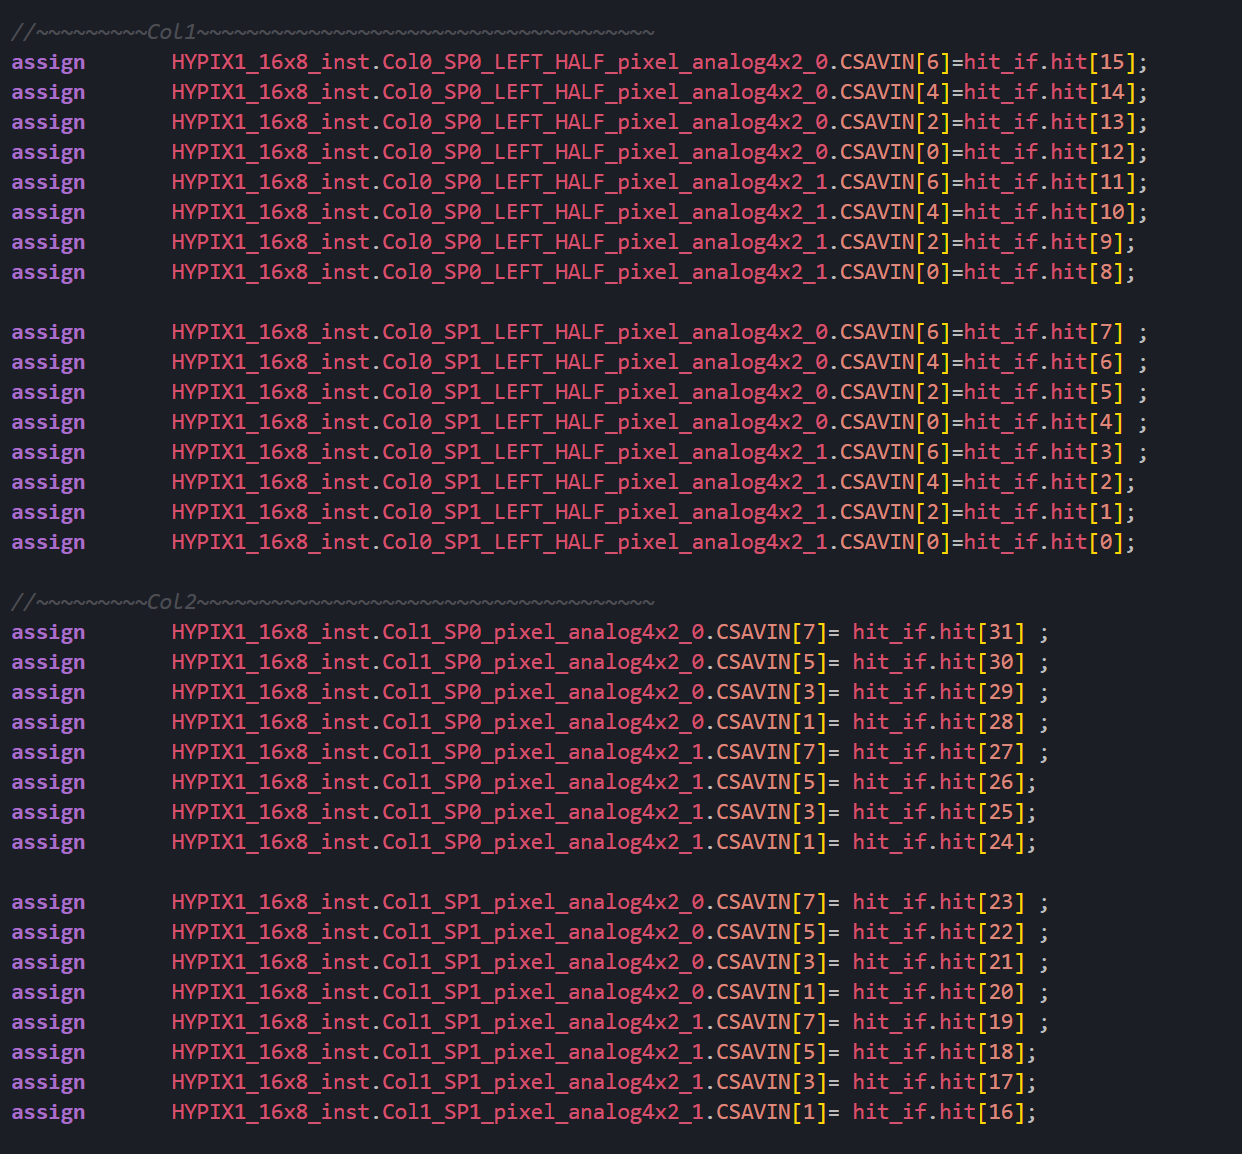 //~~~~~~~~~Col1~~~~~~~~~~~~~~~~~~~~~~~~~~~~~~~~~~~~~
assign       HYPIX1_16x8_inst.Col0_SP0_LEFT_HALF_pixel_analog4x2_0.CSAVIN[6]=hit_if.hit[15];
assign       HYPIX1_16x8_inst.Col0_SP0_LEFT_HALF_pixel_analog4x2_0.CSAVIN[4]=hit_if.hit[14];
assign       HYPIX1_16x8_inst.Col0_SP0_LEFT_HALF_pixel_analog4x2_0.CSAVIN[2]=hit_if.hit[13];
assign       HYPIX1_16x8_inst.Col0_SP0_LEFT_HALF_pixel_analog4x2_0.CSAVIN[0]=hit_if.hit[12];
assign       HYPIX1_16x8_inst.Col0_SP0_LEFT_HALF_pixel_analog4x2_1.CSAVIN[6]=hit_if.hit[11];
assign       HYPIX1_16x8_inst.Col0_SP0_LEFT_HALF_pixel_analog4x2_1.CSAVIN[4]=hit_if.hit[10];
assign       HYPIX1_16x8_inst.Col0_SP0_LEFT_HALF_pixel_analog4x2_1.CSAVIN[2]=hit_if.hit[9];
assign       HYPIX1_16x8_inst.Col0_SP0_LEFT_HALF_pixel_analog4x2_1.CSAVIN[0]=hit_if.hit[8];

assign       HYPIX1_16x8_inst.Col0_SP1_LEFT_HALF_pixel_analog4x2_0.CSAVIN[6]=hit_if.hit[7] ;
assign       HYPIX1_16x8_inst.Col0_SP1_LEFT_HALF_pixel_analog4x2_0.CSAVIN[4]=hit_if.hit[6] ;
assign       HYPIX1_16x8_inst.Col0_SP1_LEFT_HALF_pixel_analog4x2_0.CSAVIN[2]=hit_if.hit[5] ;
assign       HYPIX1_16x8_inst.Col0_SP1_LEFT_HALF_pixel_analog4x2_0.CSAVIN[0]=hit_if.hit[4] ;
assign       HYPIX1_16x8_inst.Col0_SP1_LEFT_HALF_pixel_analog4x2_1.CSAVIN[6]=hit_if.hit[3] ;
assign       HYPIX1_16x8_inst.Col0_SP1_LEFT_HALF_pixel_analog4x2_1.CSAVIN[4]=hit_if.hit[2];
assign       HYPIX1_16x8_inst.Col0_SP1_LEFT_HALF_pixel_analog4x2_1.CSAVIN[2]=hit_if.hit[1];
assign       HYPIX1_16x8_inst.Col0_SP1_LEFT_HALF_pixel_analog4x2_1.CSAVIN[0]=hit_if.hit[0];

//~~~~~~~~~Col2~~~~~~~~~~~~~~~~~~~~~~~~~~~~~~~~~~~~~
assign       HYPIX1_16x8_inst.Col1_SP0_pixel_analog4x2_0.CSAVIN[7]= hit_if.hit[31] ;
assign       HYPIX1_16x8_inst.Col1_SP0_pixel_analog4x2_0.CSAVIN[5]= hit_if.hit[30] ;
assign       HYPIX1_16x8_inst.Col1_SP0_pixel_analog4x2_0.CSAVIN[3]= hit_if.hit[29] ;
assign       HYPIX1_16x8_inst.Col1_SP0_pixel_analog4x2_0.CSAVIN[1]= hit_if.hit[28] ;
assign       HYPIX1_16x8_inst.Col1_SP0_pixel_analog4x2_1.CSAVIN[7]= hit_if.hit[27] ;
assign       HYPIX1_16x8_inst.Col1_SP0_pixel_analog4x2_1.CSAVIN[5]= hit_if.hit[26];
assign       HYPIX1_16x8_inst.Col1_SP0_pixel_analog4x2_1.CSAVIN[3]= hit_if.hit[25];
assign       HYPIX1_16x8_inst.Col1_SP0_pixel_analog4x2_1.CSAVIN[1]= hit_if.hit[24];

assign       HYPIX1_16x8_inst.Col1_SP1_pixel_analog4x2_0.CSAVIN[7]= hit_if.hit[23] ;
assign       HYPIX1_16x8_inst.Col1_SP1_pixel_analog4x2_0.CSAVIN[5]= hit_if.hit[22] ;
assign       HYPIX1_16x8_inst.Col1_SP1_pixel_analog4x2_0.CSAVIN[3]= hit_if.hit[21] ;
assign       HYPIX1_16x8_inst.Col1_SP1_pixel_analog4x2_0.CSAVIN[1]= hit_if.hit[20] ;
assign       HYPIX1_16x8_inst.Col1_SP1_pixel_analog4x2_1.CSAVIN[7]= hit_if.hit[19] ;
assign       HYPIX1_16x8_inst.Col1_SP1_pixel_analog4x2_1.CSAVIN[5]= hit_if.hit[18];
assign       HYPIX1_16x8_inst.Col1_SP1_pixel_analog4x2_1.CSAVIN[3]= hit_if.hit[17];
assign       HYPIX1_16x8_inst.Col1_SP1_pixel_analog4x2_1.CSAVIN[1]= hit_if.hit[16];